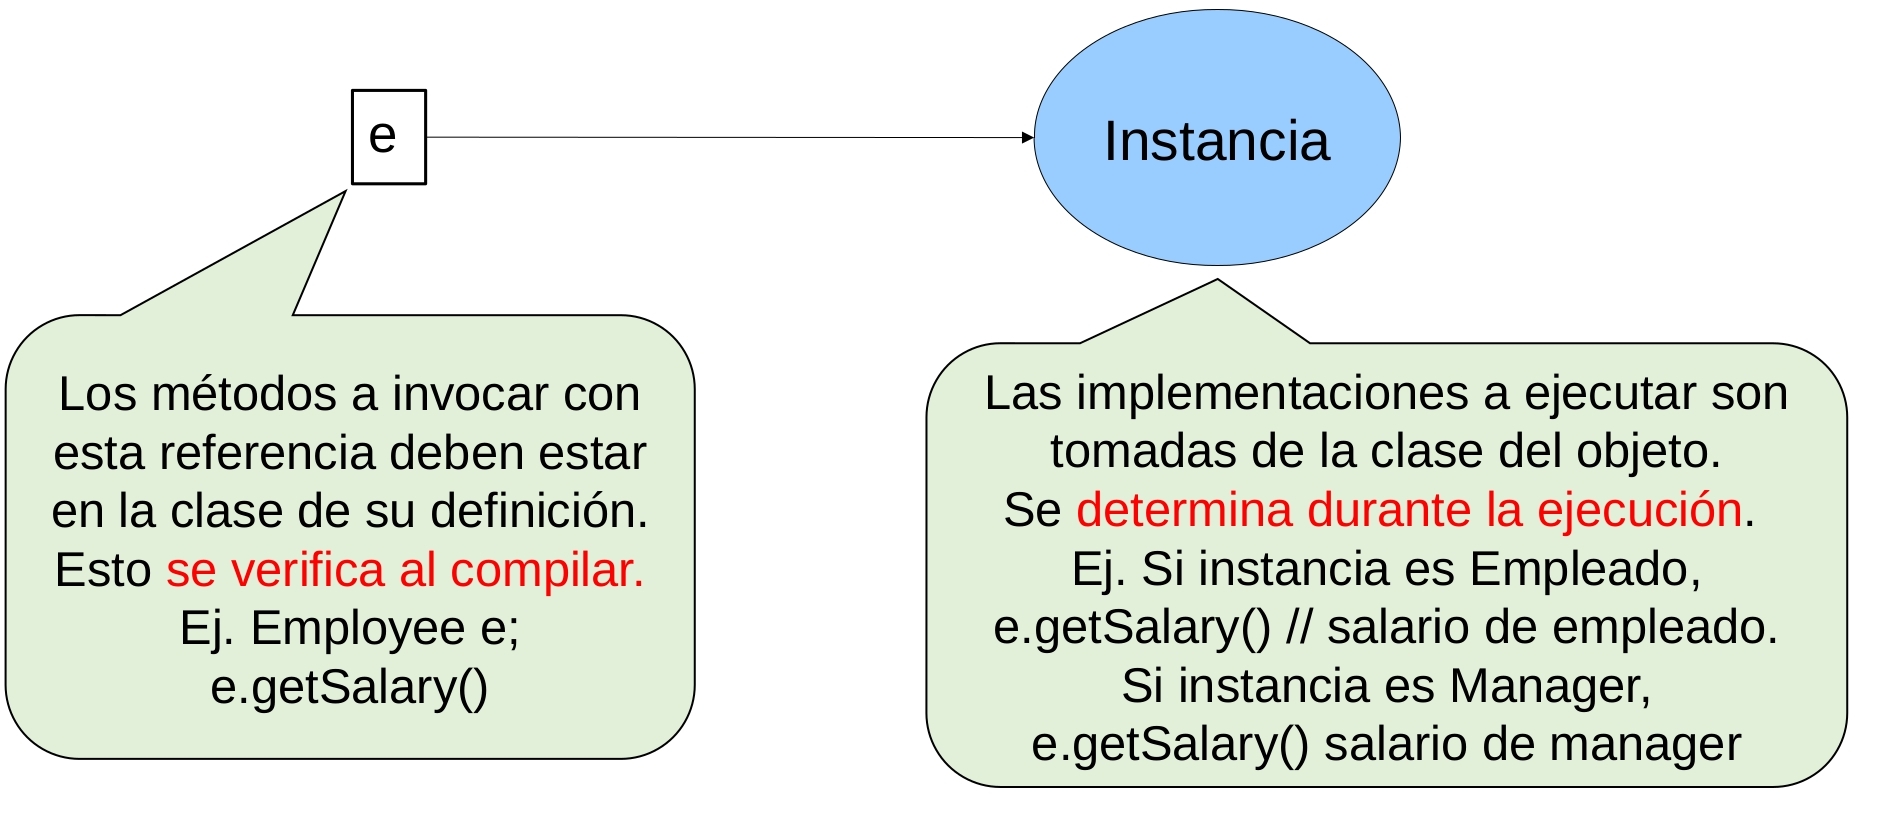 e
Instancia
Los métodos a invocar con
esta referencia deben estar
en la clase de su definición.
Esto se verifica al compilar.
Ej. Employee e;
e.getSalary()
Las implementaciones a ejecutar son
tomadas de la clase del objeto.
Se determina durante la ejecución.
Ej. Si instancia es Empleado,
e.getSalary() // salario de empleado.
Si instancia es Manager,
e.getSalary() salario de manager